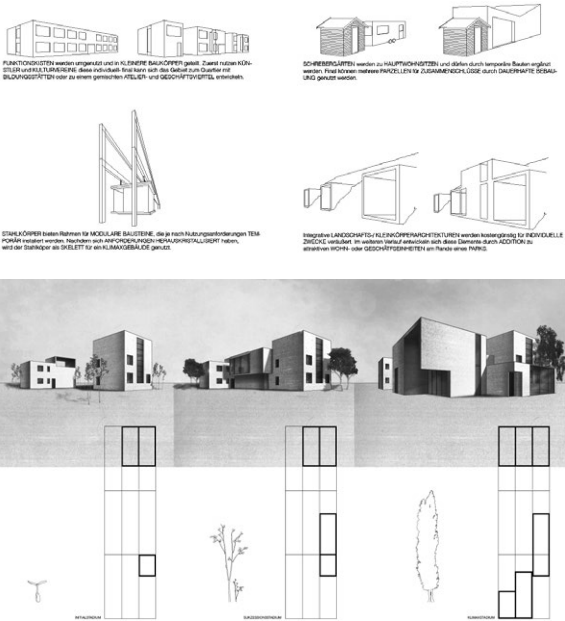 FUNKTIONSKISTEN werden umgenutzt und in KLEINERE BAUKÖRPER geteilt. Zuerst nutzen KÜN-
STLER und KULTURVEREINE diese individuell- final kann sich das Gebiet zum Quartier mit
BILDUNGSSTÄTTEN oder zu einem gemischten ATELIER- und GESCHÄFTSVIERTEL entwickeln.
SCHREBERGÄRTEN werden zu HAUPTWOHNSITZEN und dürfen durch temporäre Bauten ergänzt
werden. Final können mehrere PARZELLEN für ZUSAMMENSCHLÜSSE durch DAUERHAFTE BEBAU-
UNG genutzt werden.
STAHLKÖRPER bieten Rahmen für MODULARE BAUSTEINE, die je nach Nutzungsanforderungen TEM-
PORÄR installiert werden. Nachdem sich ANFORDERUNGEN HERAUSKRISTALLISIERT haben,
wird der Stahlkörper als SKELETT für ein KLIMAXGEBÄUDE genutzt.
Integrative LANDSCHAFTS-/ KLEINKÖRPERARCHITEKTUREN werden kostengünstig für INDIVIDUELLE
ZWECKE veräußert. Im weiteren Verlauf entwickeln sich diese Elemente durch ADDITION zu
attraktiven WOHN- oder GESCHÄFTSEINHEITEN am Rande eines PARKS.
INITIALSTADIUM
SUKZESSIONSSTADIUM
KLIMAXSTADIUM